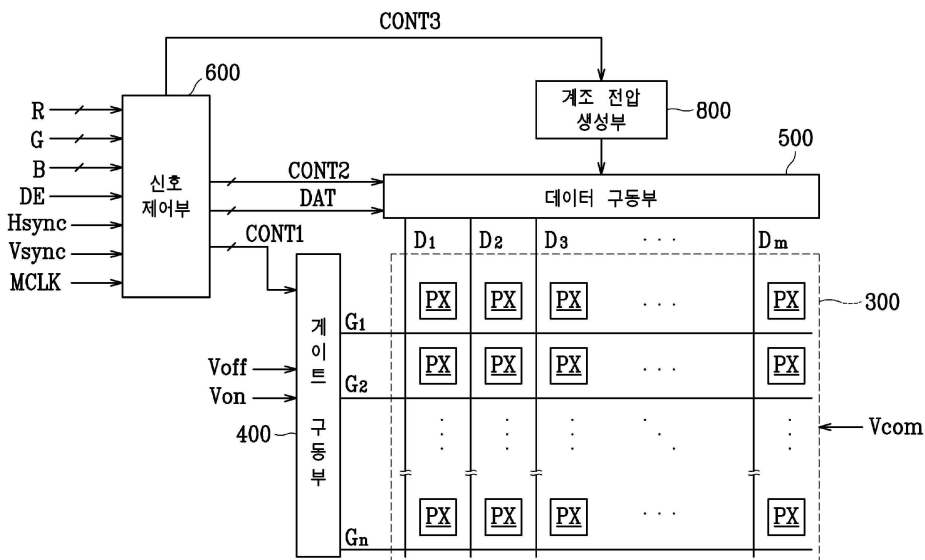 CONT3
600
R
G
B
DE
Hsync
Vsync
MCLK
신호
제어부
계조 전압
생성부
800
500
CONT2
DAT
CONT1
데이터 구동부
D1 D2 D3 · · · Dm
PX PX PX · · · PX
300
G1
PX PX PX · · · PX
G2
Voff
Von
400
게이트 구동부
Vcom
PX PX PX · · · PX
Gn